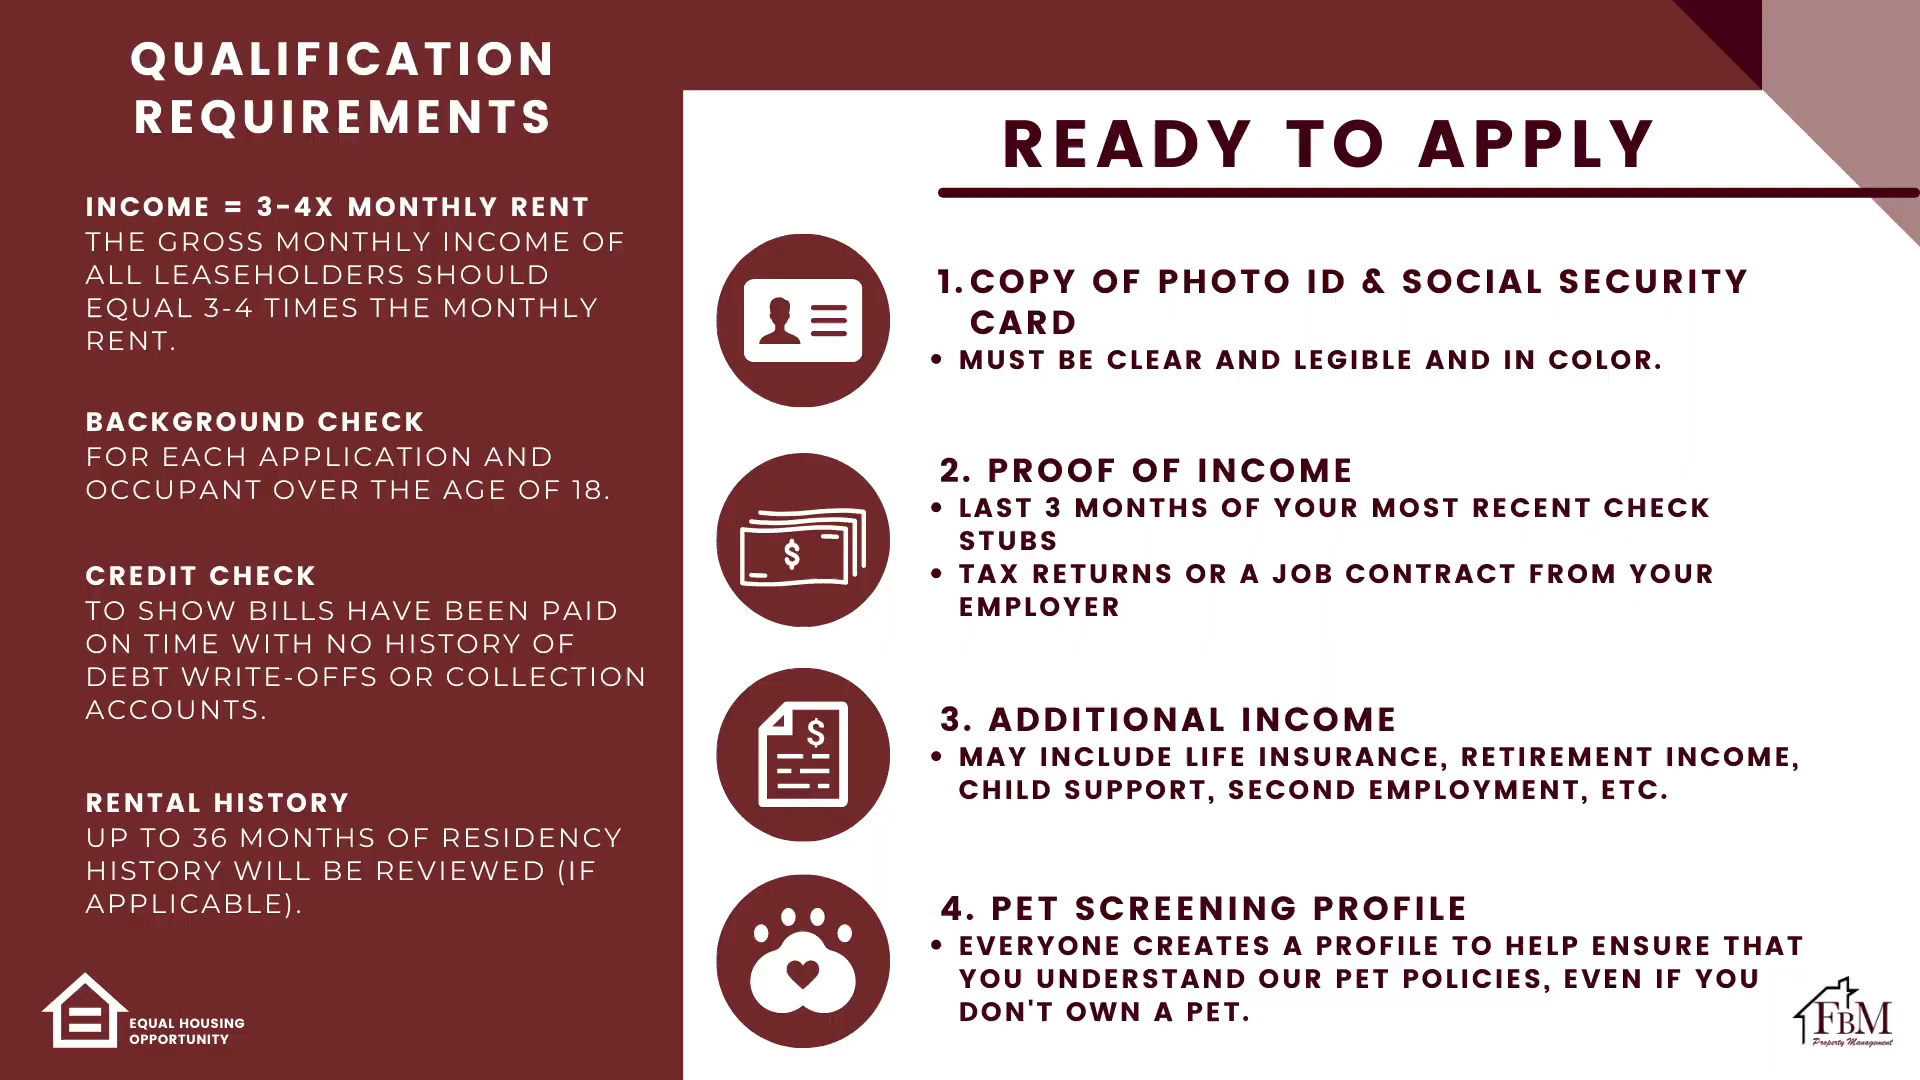 QUALIFICATION
REQUIREMENTS
INCOME = 3-4X MONTHLY RENT
THE GROSS MONTHLY INCOME OF
ALL LEASEHOLDERS SHOULD
EQUAL 3-4 TIMES THE MONTHLY
RENT.
BACKGROUND CHECK
FOR EACH APPLICATION AND
OCCUPANT OVER THE AGE OF 18.
CREDIT CHECK
TO SHOW BILLS HAVE BEEN PAID
ON TIME WITH NO HISTORY OF
DEBT WRITE-OFFS OR COLLECTION
ACCOUNTS.
RENTAL HISTORY
UP TO 36 MONTHS OF RESIDENCY
HISTORY WILL BE REVIEWED (IF
APPLICABLE).
EQUAL HOUSING
OPPORTUNITY
READY TO APPLY
1. COPY OF PHOTO ID & SOCIAL SECURITY
CARD
• MUST BE CLEAR AND LEGIBLE AND IN COLOR.
2. PROOF OF INCOME
• LAST 3 MONTHS OF YOUR MOST RECENT CHECK
STUBS
• TAX RETURNS OR A JOB CONTRACT FROM YOUR
EMPLOYER
$
3. ADDITIONAL INCOME
• MAY INCLUDE LIFE INSURANCE, RETIREMENT INCOME,
CHILD SUPPORT, SECOND EMPLOYMENT, ETC.
$
4. PET SCREENING PROFILE
• EVERYONE CREATES A PROFILE TO HELP ENSURE THAT
YOU UNDERSTAND OUR PET POLICIES, EVEN IF YOU
DON'T OWN A PET.
FBM
Property Management